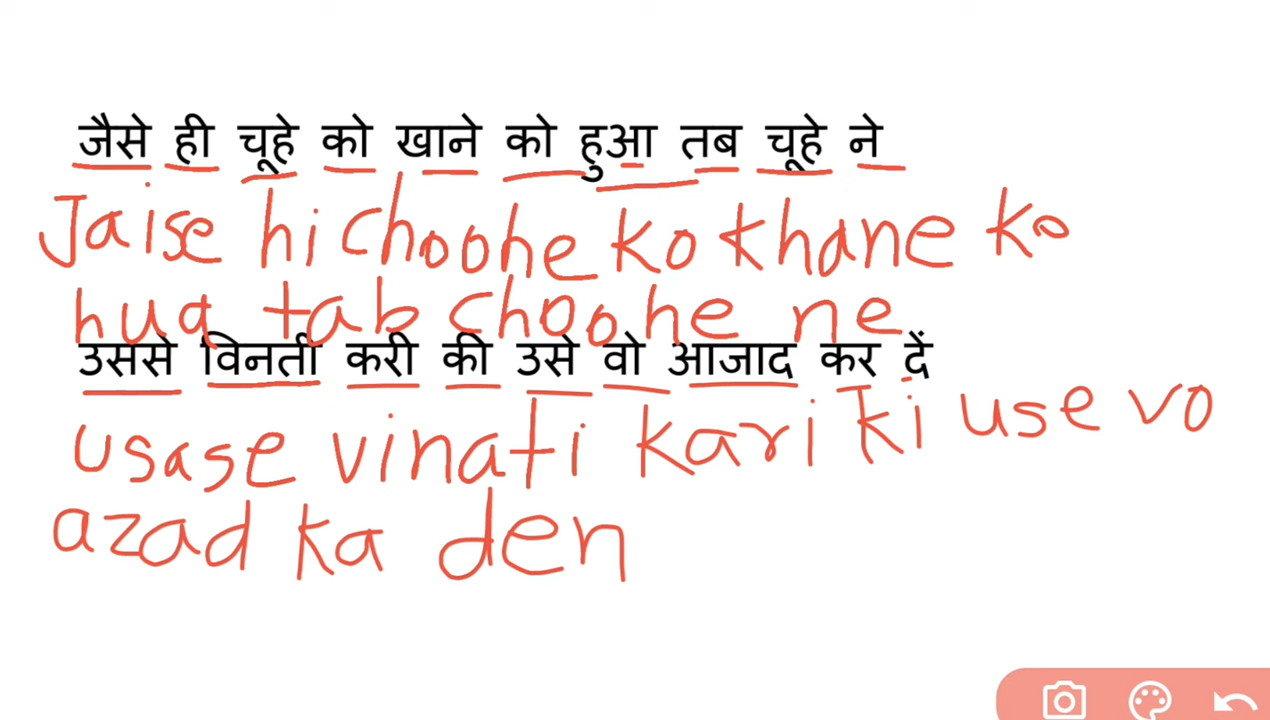 जैसे ही चूहे को खाने को हुआ तब चूहे ने
Jaise hi choohe ko khane ko
hua tab choohe ne
उससे विनती करी की उसे वो आजाद कर दें
usase vinati kari ki use vo
azad ka den